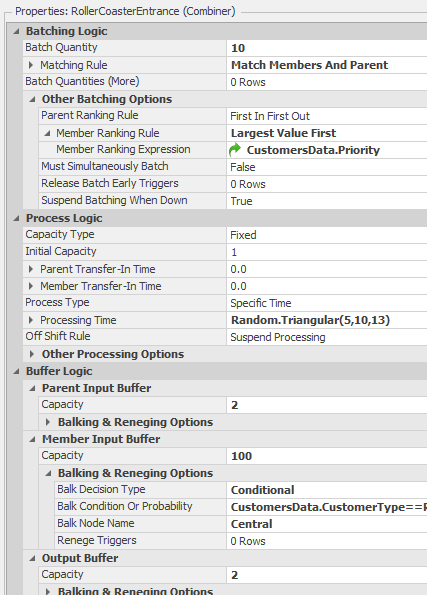 Properties: RollerCoasterEntrance (Combiner)
Batching Logic
Batch Quantity 10
Matching Rule Match Members And Parent
Batch Quantities (More) 0 Rows
Other Batching Options
Parent Ranking Rule First In First Out
Member Ranking Rule Largest Value First
Member Ranking Expression CustomersData.Priority
Must Simultaneously Batch False
Release Batch Early Triggers 0 Rows
Suspend Batching When Down True
Process Logic
Capacity Type Fixed
Initial Capacity 1
Parent Transfer-In Time 0.0
Member Transfer-In Time 0.0
Process Type Specific Time
Processing Time Random.Triangular(5,10,13)
Off Shift Rule Suspend Processing
Other Processing Options
Buffer Logic
Parent Input Buffer
Capacity 2
Balking & Reneging Options
Member Input Buffer
Capacity 100
Balking & Reneging Options
Balk Decision Type Conditional
Balk Condition Or Probability CustomersData.CustomerType==
Balk Node Name Central
Renege Triggers 0 Rows
Output Buffer
Capacity 2
Balking & Reneging Options